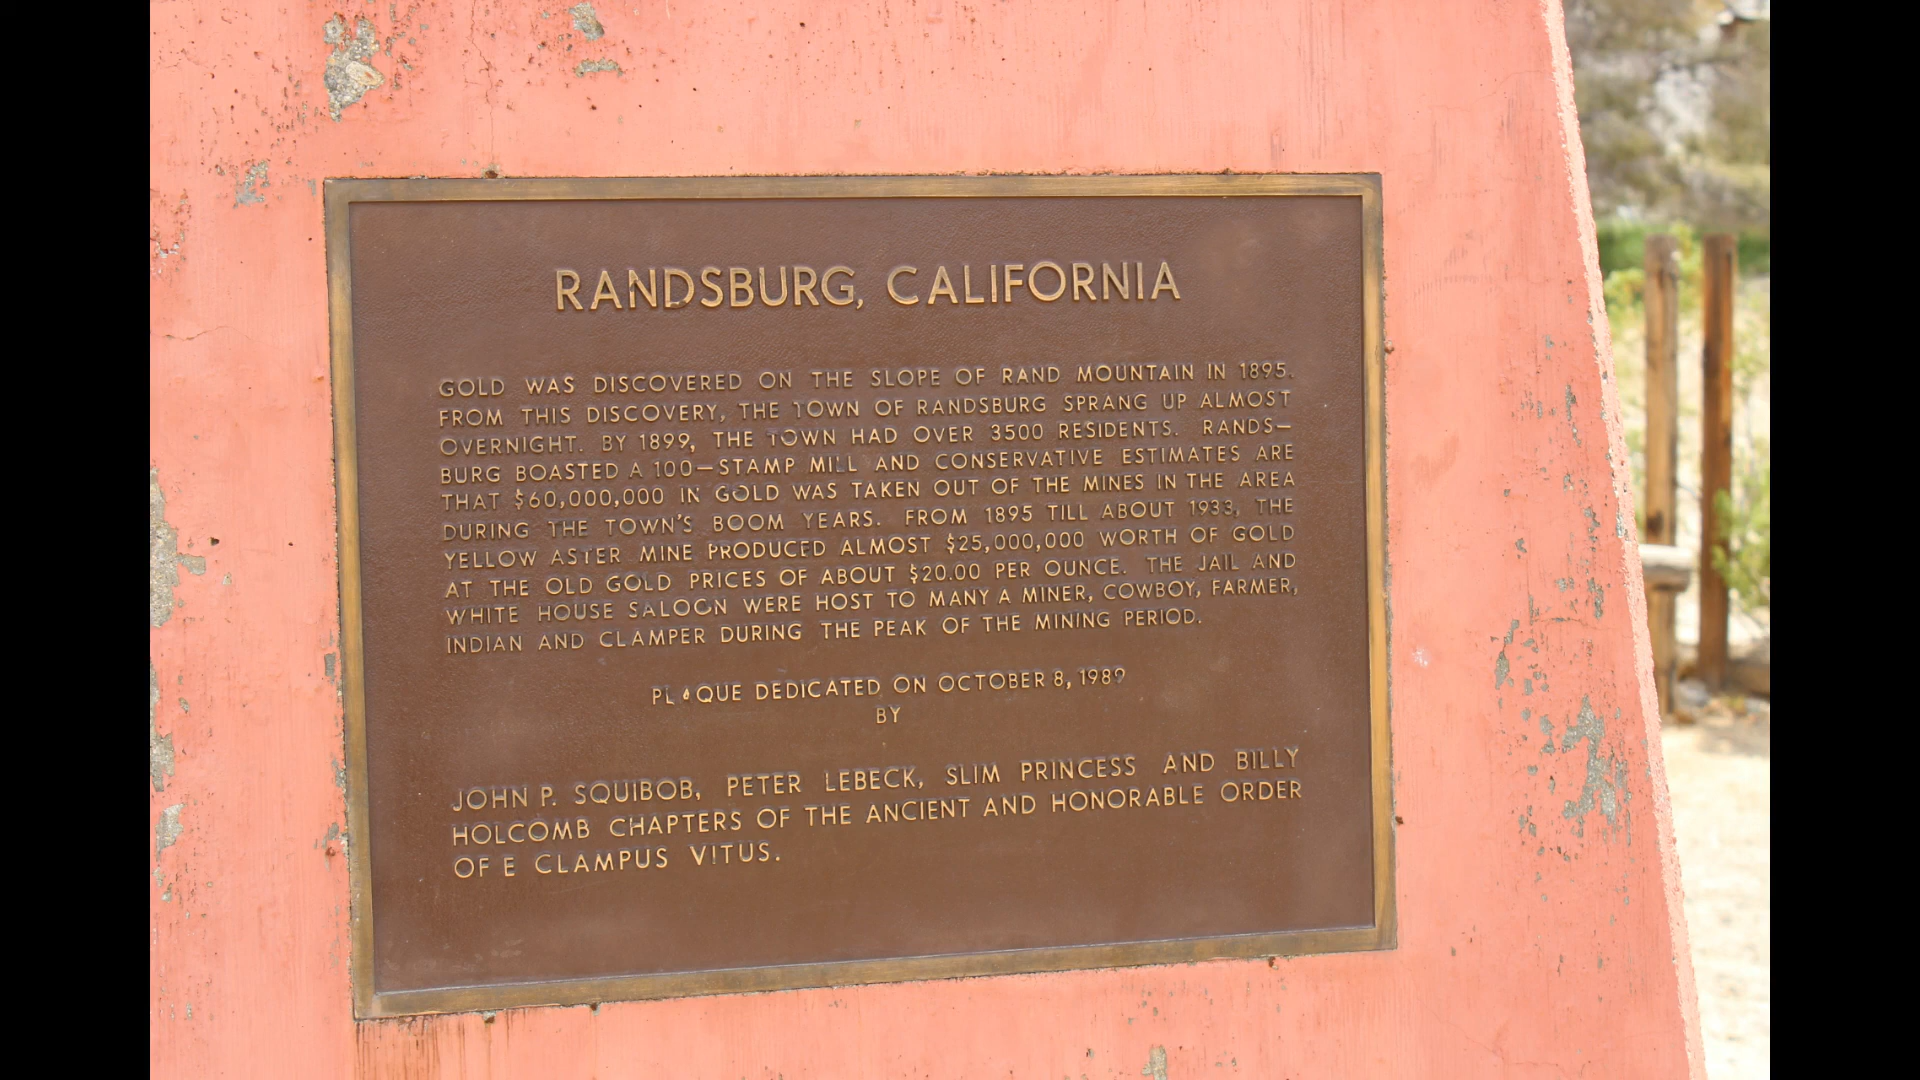 RANDSBURG, CALIFORNIA
GOLD WAS DISCOVERED ON THE SLOPE OF RAND MOUNTAIN IN 1895.
FROM THIS DISCOVERY, THE TOWN OF RANDSBURG SPRANG UP ALMOST
OVERNIGHT. BY 1899, THE TOWN HAD OVER 3500 RESIDENTS. RANDS–
BURG BOASTED A 100–STAMP MILL AND CONSERVATIVE ESTIMATES ARE
THAT $60,000,000 IN GOLD WAS TAKEN OUT OF THE MINES IN THE AREA
DURING THE TOWN'S BOOM YEARS. FROM 1895 TILL ABOUT 1933, THE
YELLOW ASTER MINE PRODUCED ALMOST $25,000,000 WORTH OF GOLD
AT THE OLD GOLD PRICES OF ABOUT $20.00 PER OUNCE. THE JAIL AND
WHITE HOUSE SALOON WERE HOST TO MANY A MINER, COWBOY, FARMER,
INDIAN AND CLAMPER DURING THE PEAK OF THE MINING PERIOD.
PLAQUE DEDICATED ON OCTOBER 8, 1989
BY
JOHN P. SQUIBOB, PETER LEBECK, SLIM PRINCESS AND BILLY
HOLCOMB CHAPTERS OF THE ANCIENT AND HONORABLE ORDER
OF E CLAMPUS VITUS.